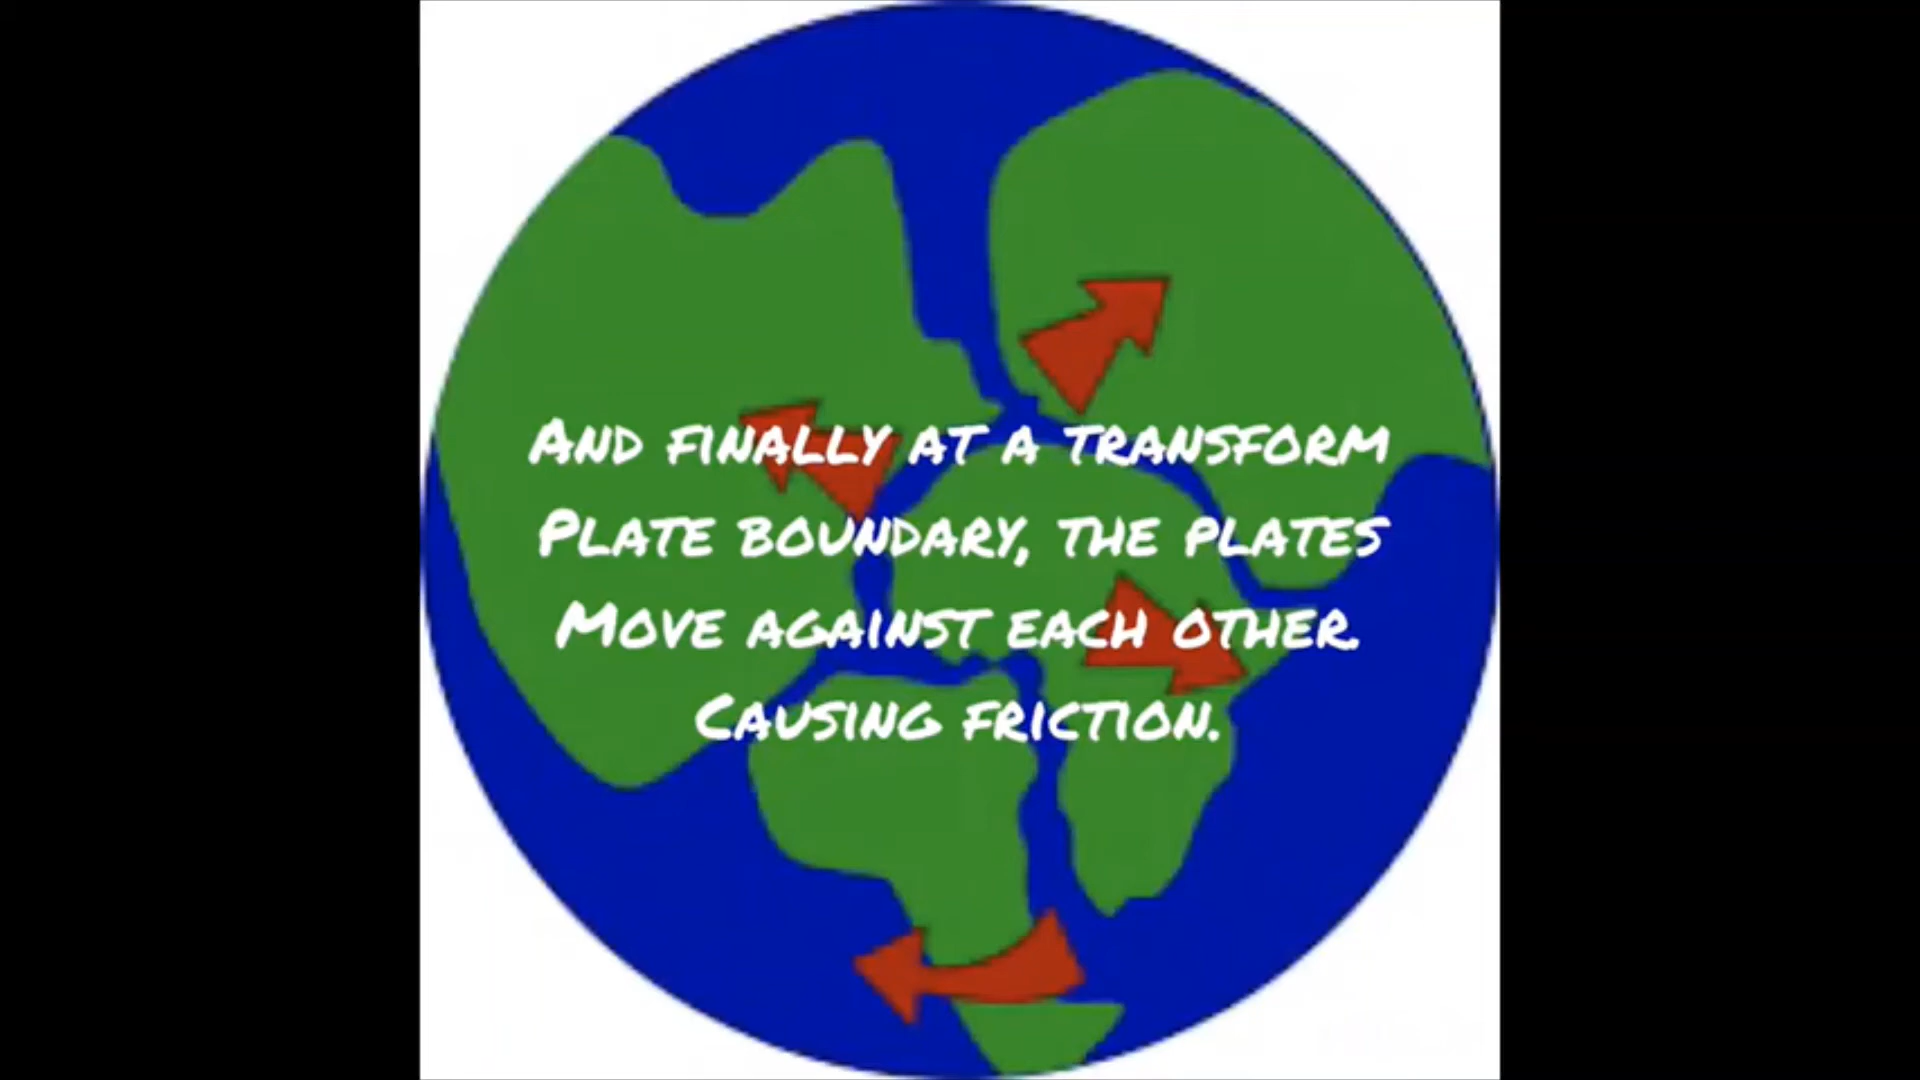 And finally at a transform
Plate boundary, the plates
Move against each other.
Causing friction.